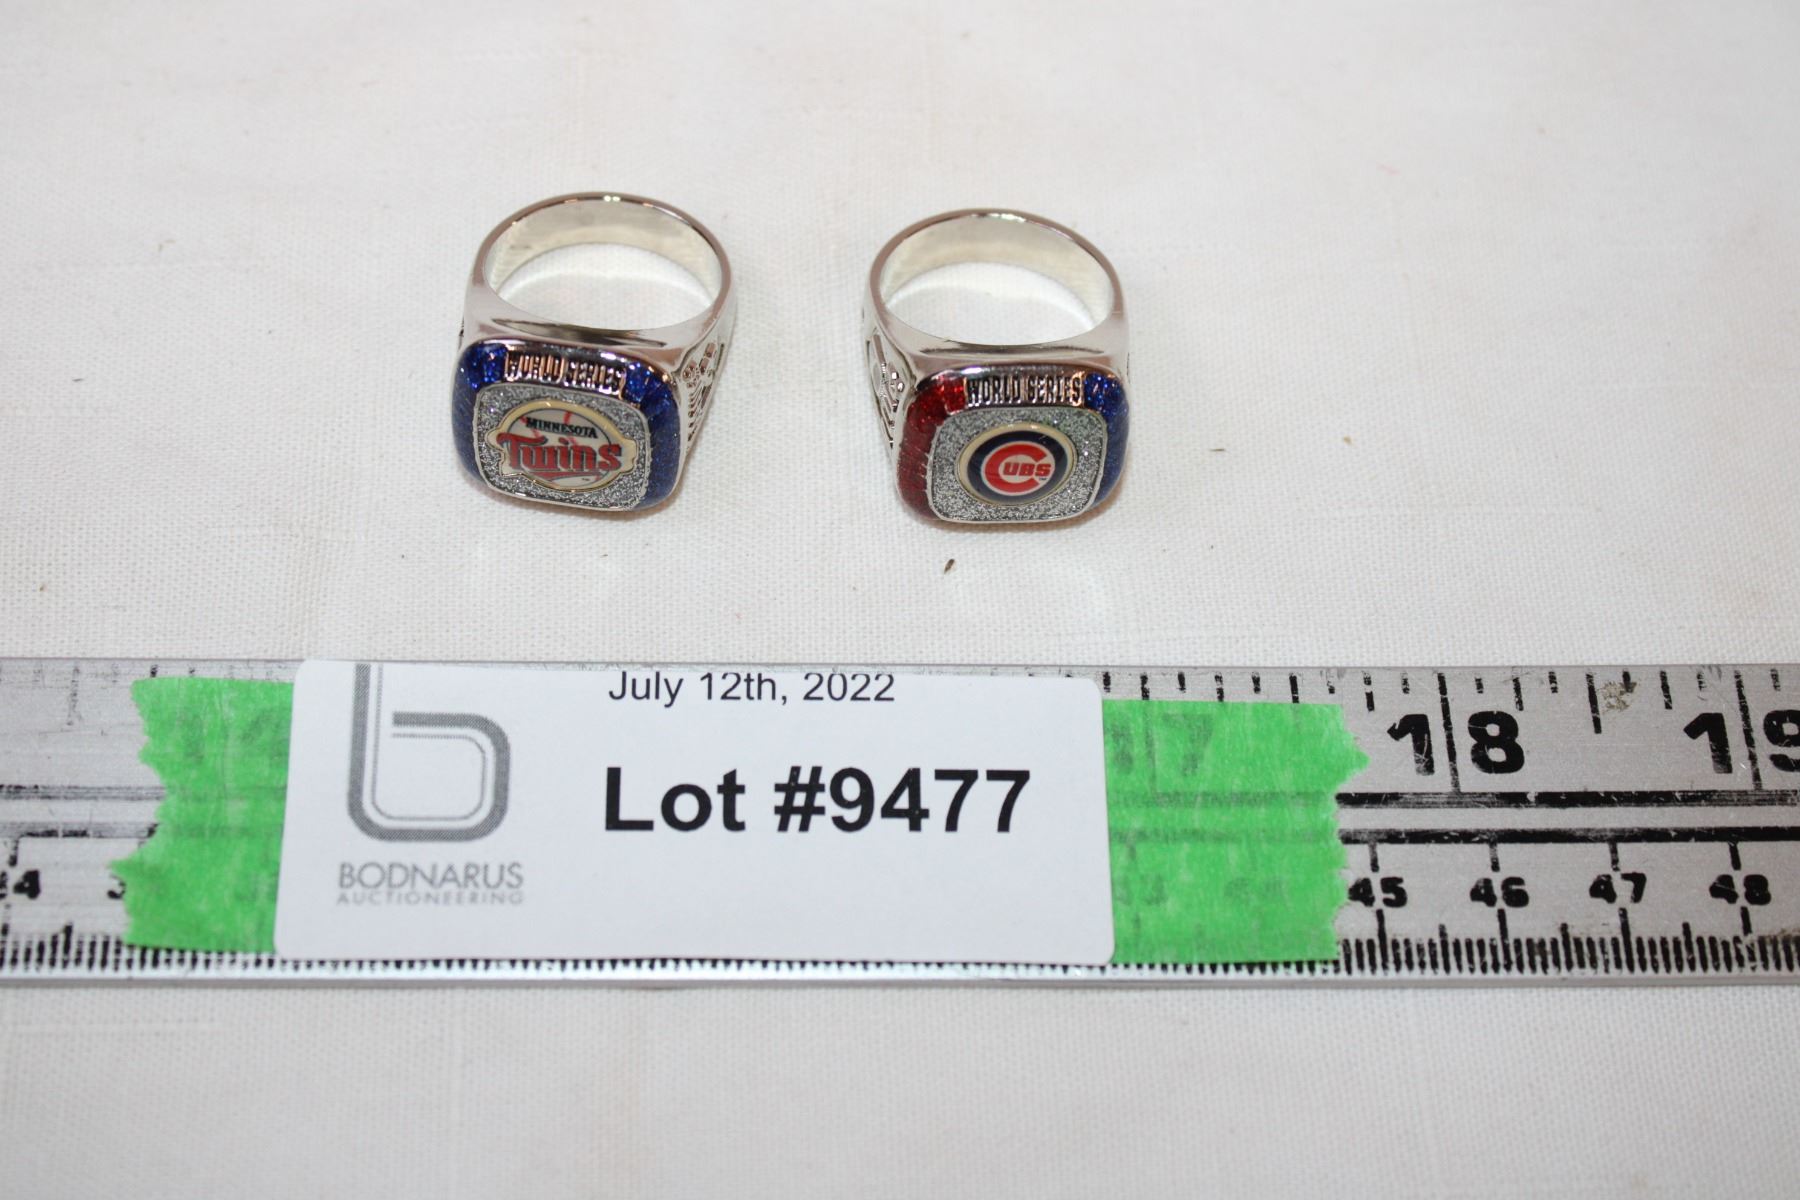 WORLD SERIES
MINNESOTA
Twins
WORLD SERIES
CUBS
July 12th, 2022
Lot #9477
BODNARUS
AUCTIONEERING
17 18 19
45 46 47 48